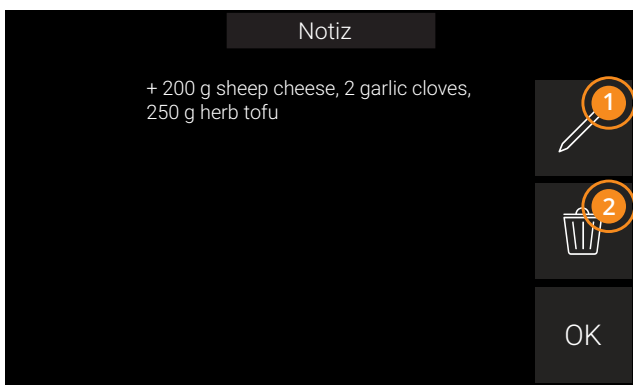 Notiz
+ 200 g sheep cheese, 2 garlic cloves,
250 g herb tofu
1
2
OK